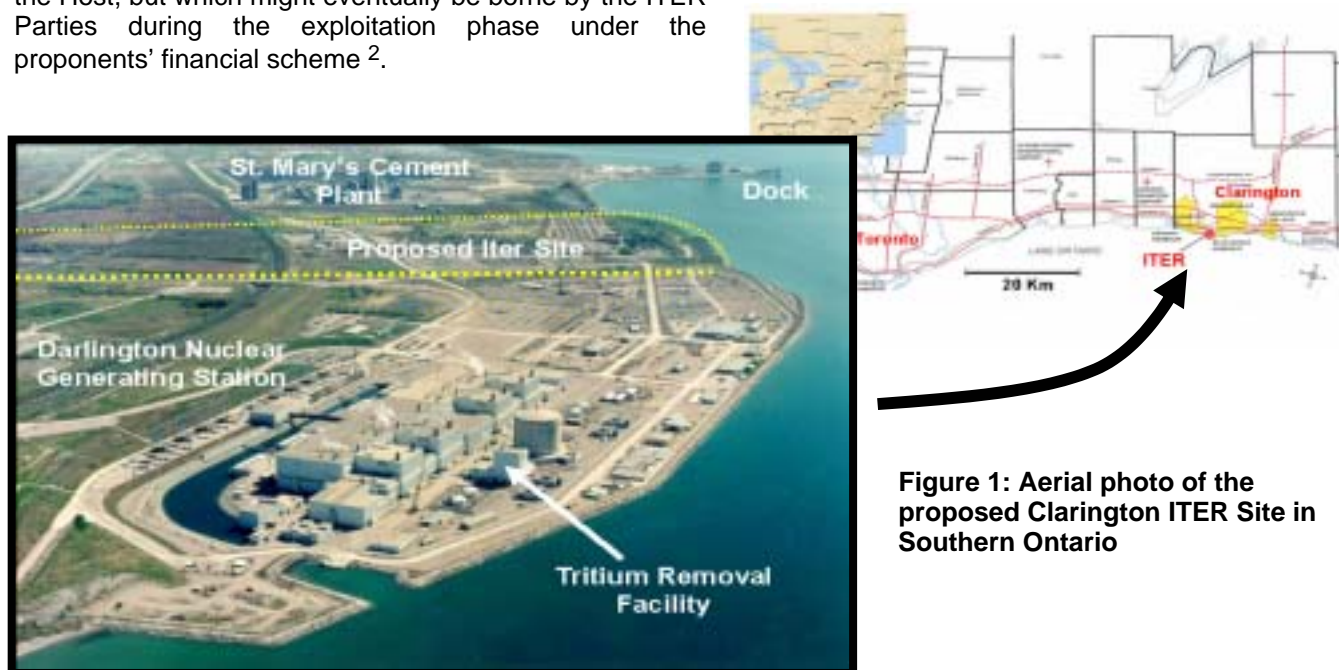 the Host, but which might eventually be borne by the ITER
Parties during the exploitation phase under the
proponents' financial scheme 2.
St. Mary's Cement
Plant
Dock
Proposed Iter Site
Darlington Nuclear
Generating Station
Tritium Removal
Facility
Clarington
Toronto
LAKE ONTARIO
ITER
20 Km
Figure 1: Aerial photo of the
proposed Clarington ITER Site in
Southern Ontario